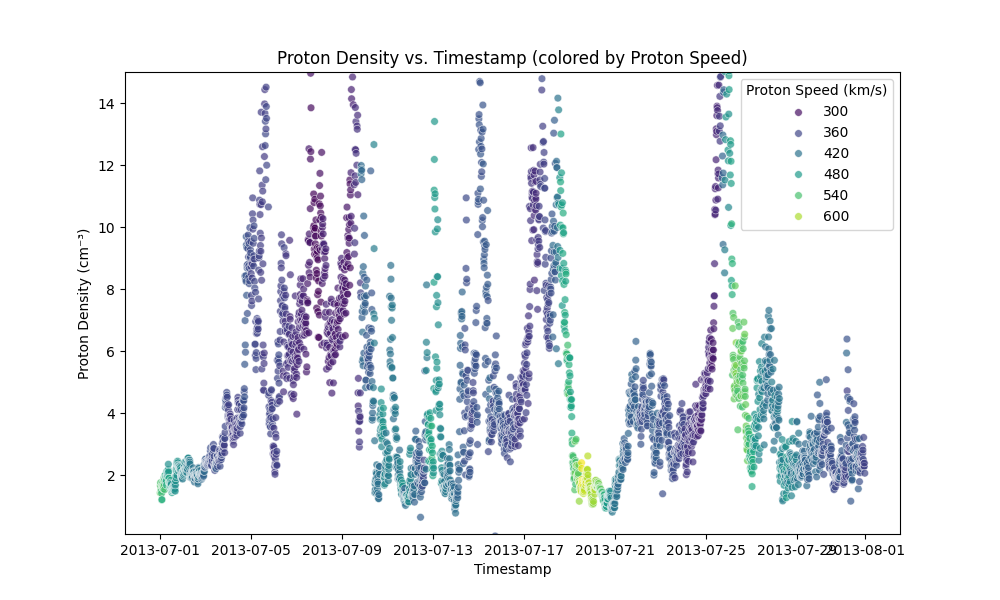 Proton Density vs. Timestamp (colored by Proton Speed)
Proton Density (cm⁻³)
14
12
10
8
6
4
2
Proton Speed (km/s)
300
360
420
480
540
600
2013-07-01 2013-07-05 2013-07-09 2013-07-13 2013-07-17 2013-07-21 2013-07-25 2013-07-29 2013-08-01
Timestamp